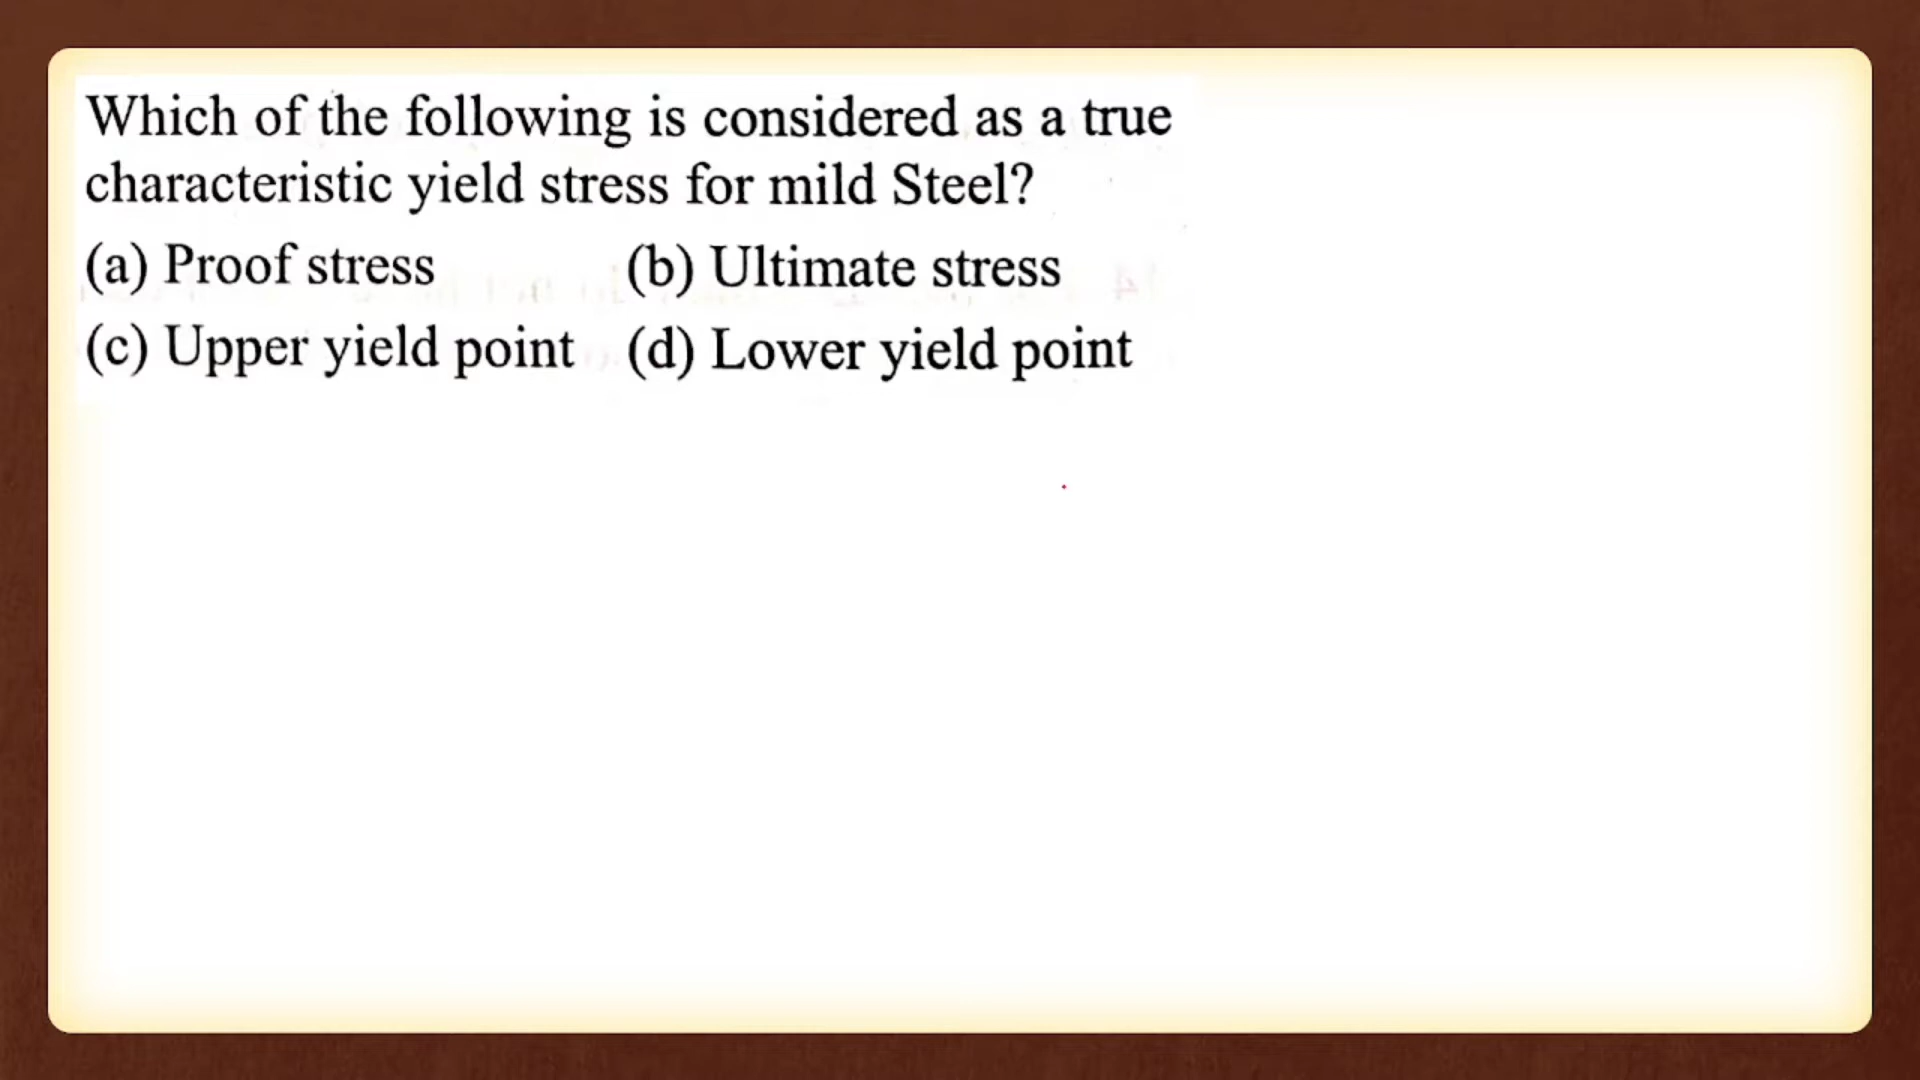 Which of the following is considered as a true
characteristic yield stress for mild Steel?
(a) Proof stress (b) Ultimate stress
(c) Upper yield point (d) Lower yield point